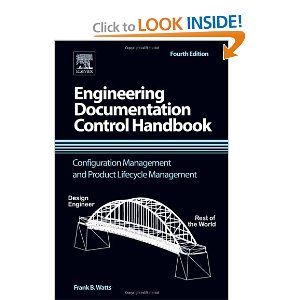 Click to LOOK INSIDE!
ELSEVIER
Fourth Edition
Engineering
Documentation
Control Handbook
Configuration Management
and Product Lifecycle Management
Design
Engineer
Rest of
the World
Frank B. Watts